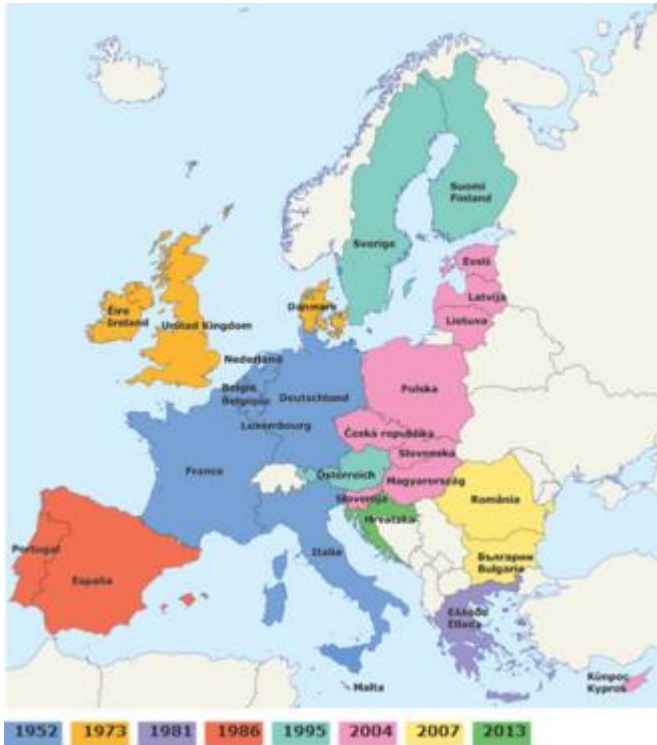 Suomi
Finland
Sverige
Eesti
Latvija
Lietuva
Danmark
Éire
Ireland
United Kingdom
Nederland
België
Belgique
Deutschland
Polska
Luxembourg
Česká republika
Slovensko
France
Österreich
Magyarország
Slovenija
România
Hrvatska
Portugal
España
Italia
България
Bulgaria
Ελλάδα
Ellada
Κύπρος
Kypros
Malta
1952 1973 1981 1986 1995 2004 2007 2013